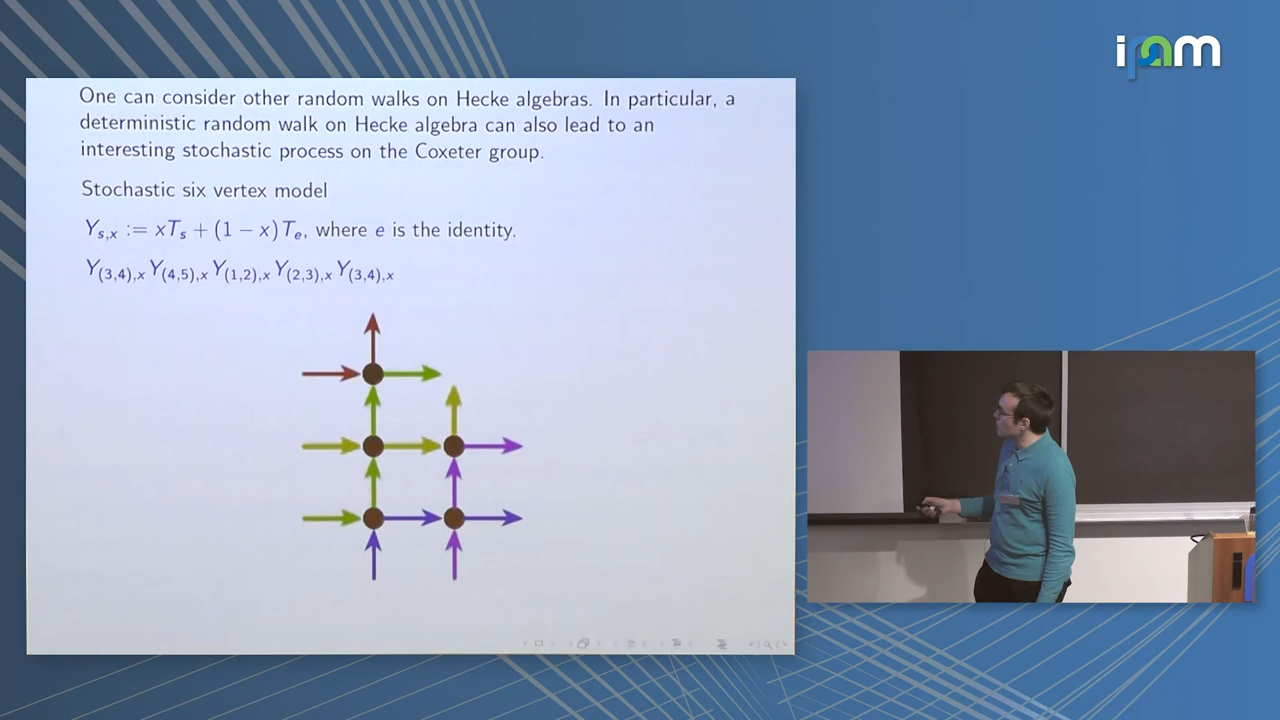 ipam
One can consider other random walks on Hecke algebras. In particular, a
deterministic random walk on Hecke algebra can also lead to an
interesting stochastic process on the Coxeter group.
Stochastic six vertex model
Y_{s,x} := xT_s + (1 − x)T_e, where e is the identity.
Y_{(3,4),x} Y_{(4,5),x} Y_{(1,2),x} Y_{(2,3),x} Y_{(3,4),x}